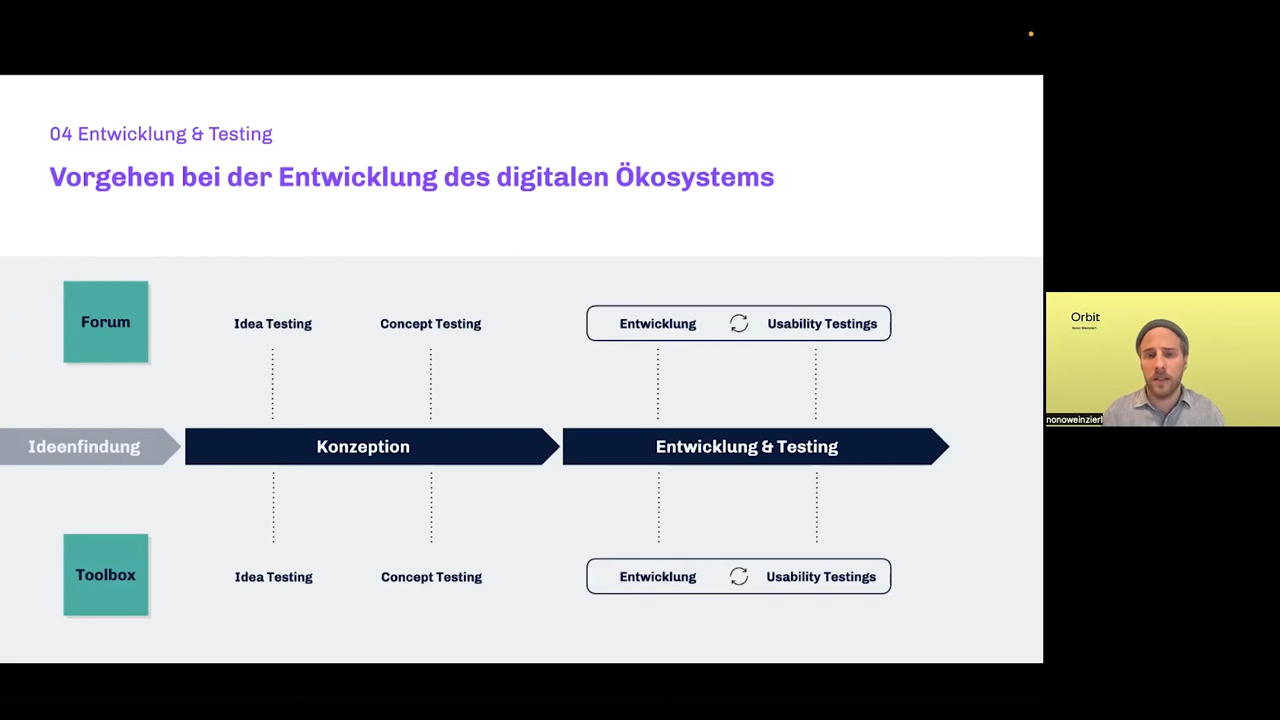 04 Entwicklung & Testing
Vorgehen bei der Entwicklung des digitalen Ökosystems
Forum
Idea Testing
Concept Testing
Entwicklung
Usability Testings
Ideenfindung
Konzeption
Entwicklung & Testing
Toolbox
Idea Testing
Concept Testing
Entwicklung
Usability Testings
Orbit
nonoweinzierl